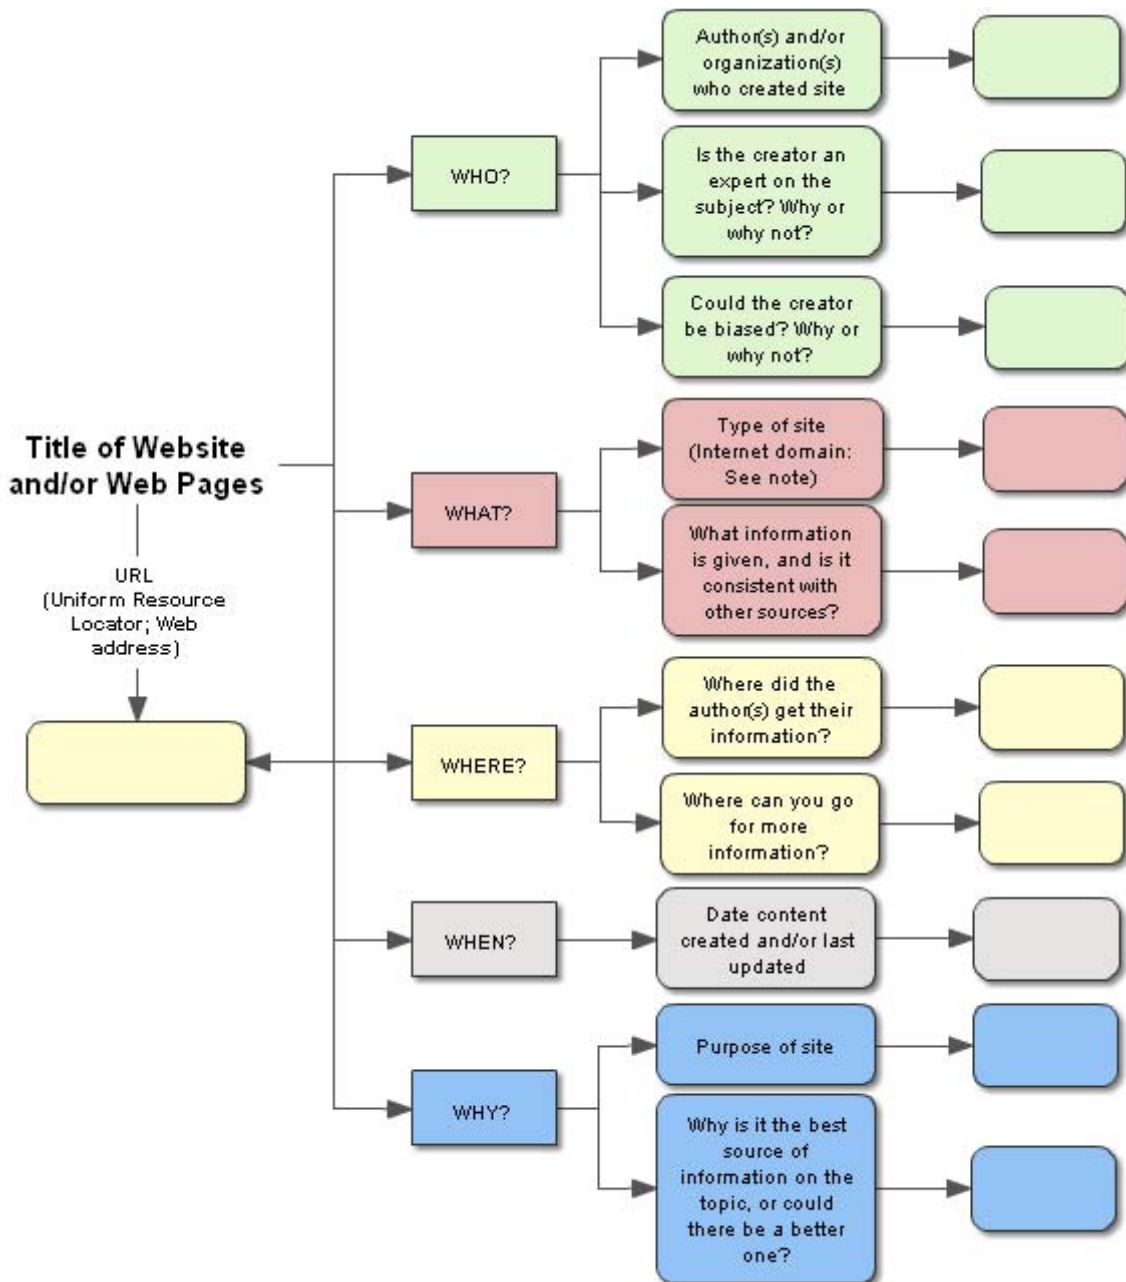 Author(s) and/or
organization(s)
who created site
WHO?
Is the creator an
expert on the
subject? Why or
why not?
Could the creator
be biased? Why or
why not?
Title of Website
and/or Web Pages
URL
(Uniform Resource
Locator; Web
address)
WHAT?
Type of site
(Internet domain:
See note)
What information
is given, and is it
consistent with
other sources?
WHERE?
Where did the
author(s) get their
information?
Where can you go
for more
information?
WHEN?
Date content
created and/or last
updated
WHY?
Purpose of site
Why is it the best
source of
information on the
topic, or could
there be a better
one?